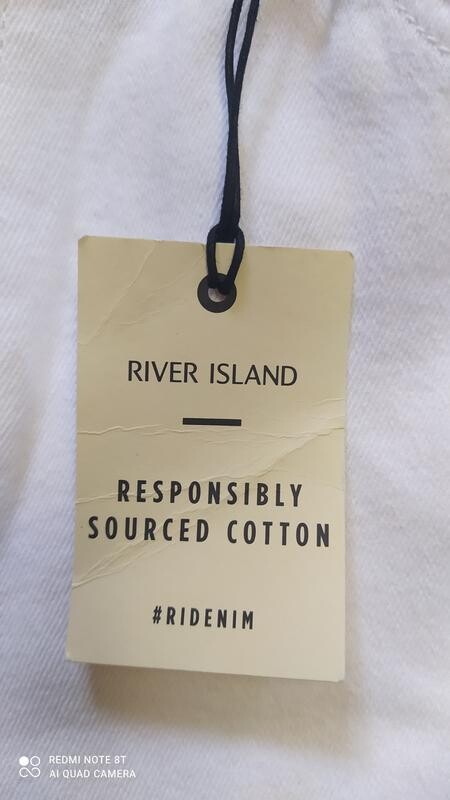 RIVER ISLAND
RESPONSIBLY
SOURCED COTTON
#RIDENIM
REDMI NOTE 8T
AI QUAD CAMERA